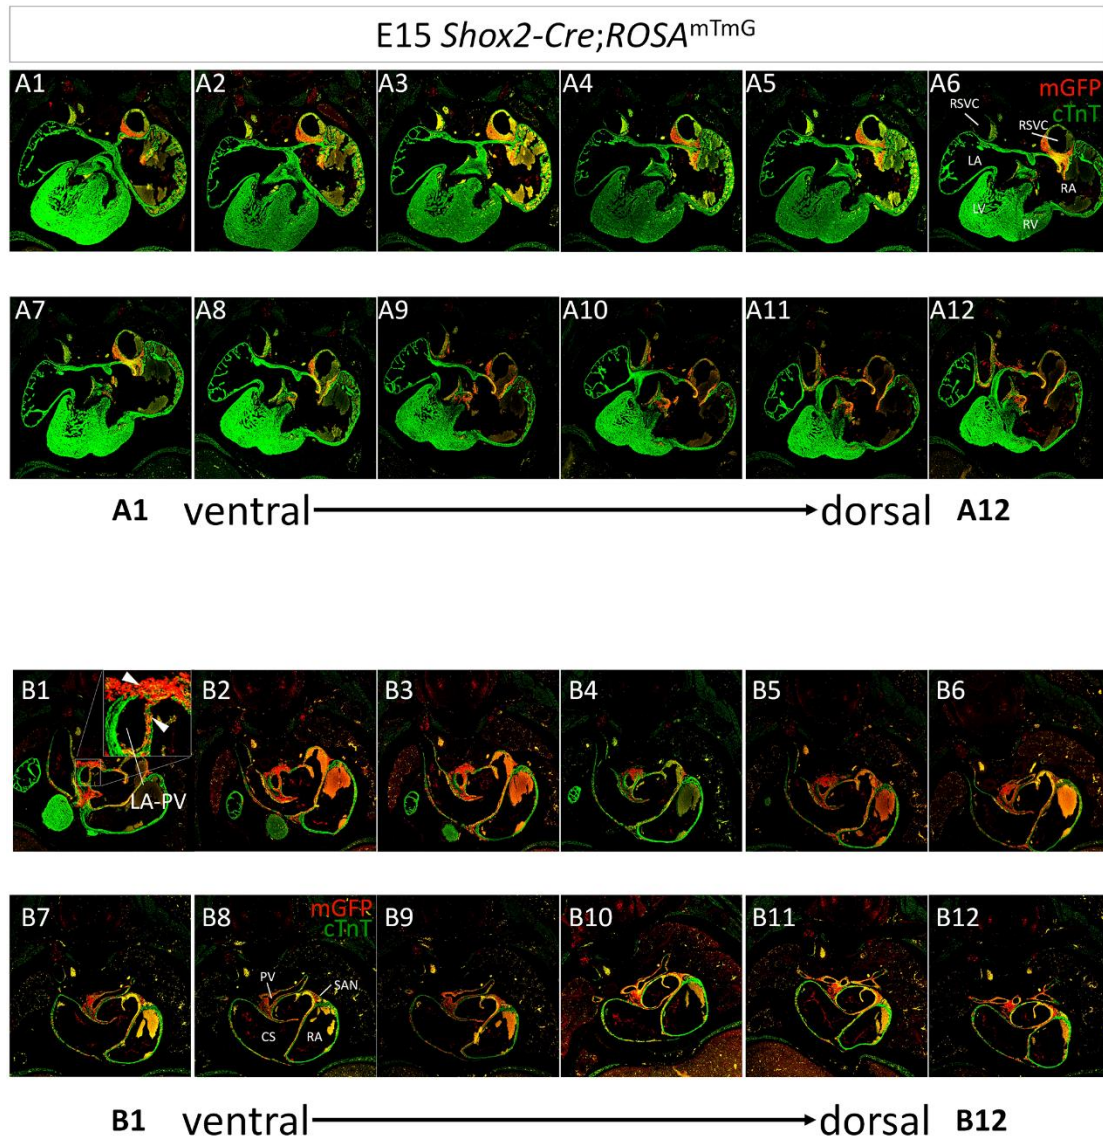 E15 Shox2-Cre;ROSAmTmG
A1 A2 A3 A4 A5 A6
mGFP
cTnT
RSVC
RSVC
LA
RA
LV
RV
A7 A8 A9 A10 A11 A12
A1 ventral dorsal A12
B1 B2 B3 B4 B5 B6
LA-PV
B7 B8 B9 B10 B11 B12
mGFP
cTnT
PV
SAN
CS RA
B1 ventral dorsal B12